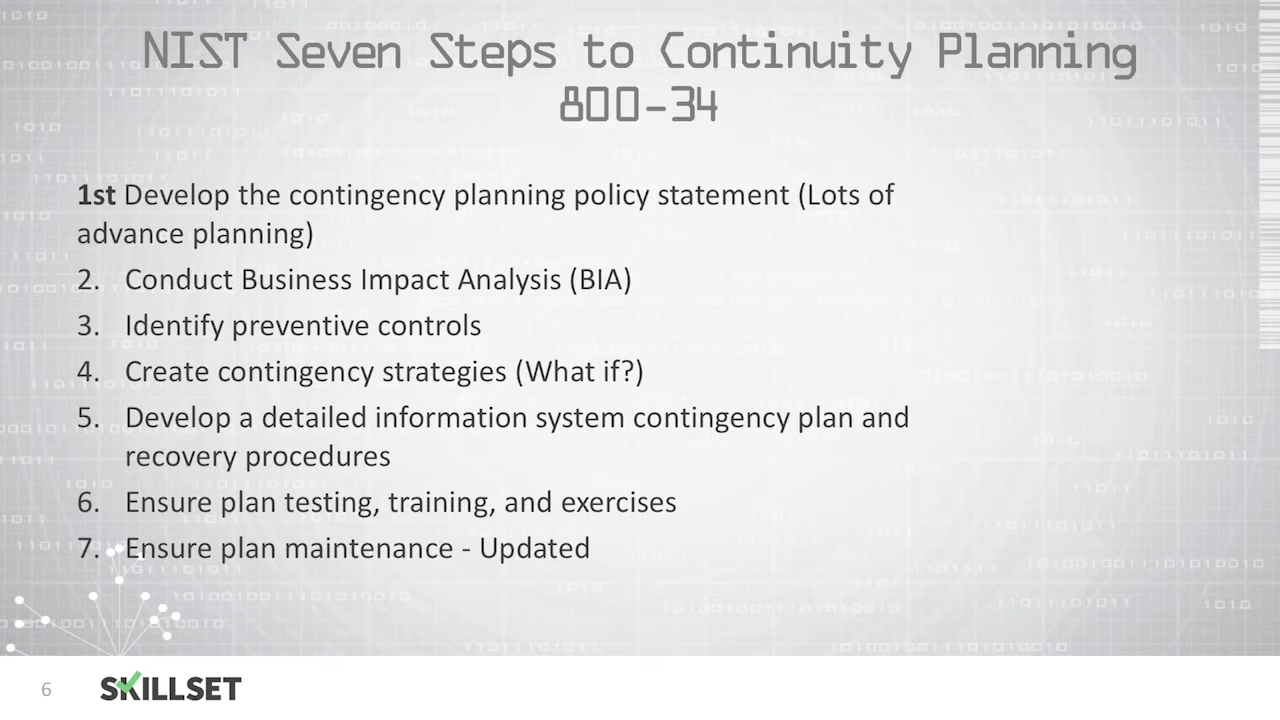 NIST Seven Steps to Continuity Planning
800-34
1st Develop the contingency planning policy statement (Lots of
advance planning)
2. Conduct Business Impact Analysis (BIA)
3. Identify preventive controls
4. Create contingency strategies (What if?)
5. Develop a detailed information system contingency plan and
recovery procedures
6. Ensure plan testing, training, and exercises
7. Ensure plan maintenance - Updated
6 SKILLSET